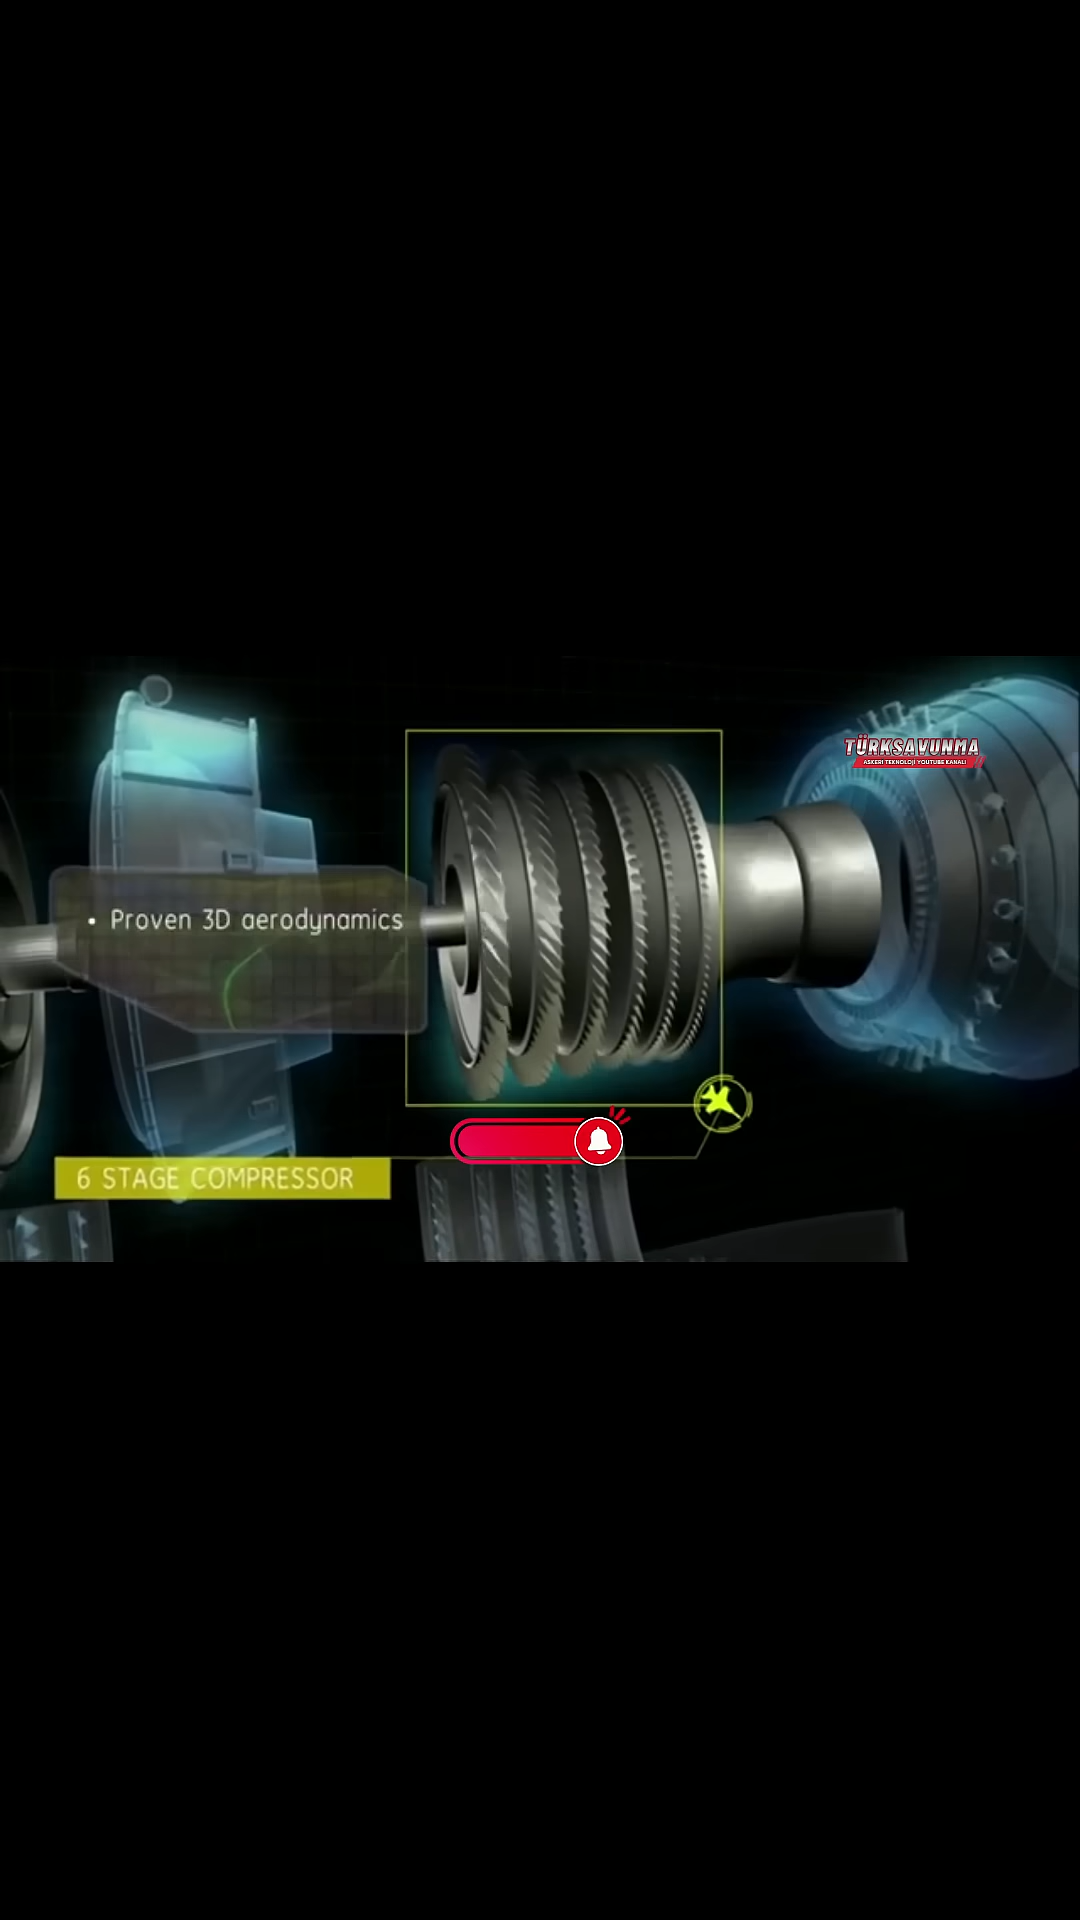 TÜRKSAVUNMA
ASKERİ TEKNOLOJİ YOUTUBE KANALI
• Proven 3D aerodynamics
6 STAGE COMPRESSOR